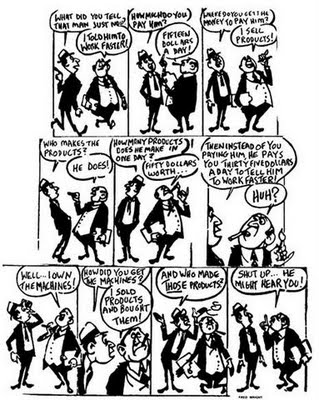 WHAT DID YOU TELL
THAT MAN JUST NOW?
I TOLD HIM TO
WORK FASTER!
HOW MUCH DO YOU
PAY HIM?
FIFTEEN
DOLLARS
A DAY!
WHERE DO YOU GET THE
MONEY TO PAY HIM?
I SELL
PRODUCTS!
WHO MAKES THE
PRODUCTS?
HE DOES!
HOW MANY PRODUCTS
DOES HE MAKE IN
ONE DAY?
FIFTY DOLLARS
WORTH...
THEN INSTEAD OF YOU
PAYING HIM, HE PAYS
YOU THIRTY FIVE DOLLARS
A DAY TO TELL HIM
TO WORK FASTER!
HUH?
WELL... I OWN
THE MACHINES!
HOW DID YOU GET
THE MACHINES?
I SOLD
PRODUCTS
AND BOUGHT
THEM!
AND WHO MADE
THOSE PRODUCTS?
SHUT UP... HE
MIGHT HEAR YOU!
FRED WRIGHT